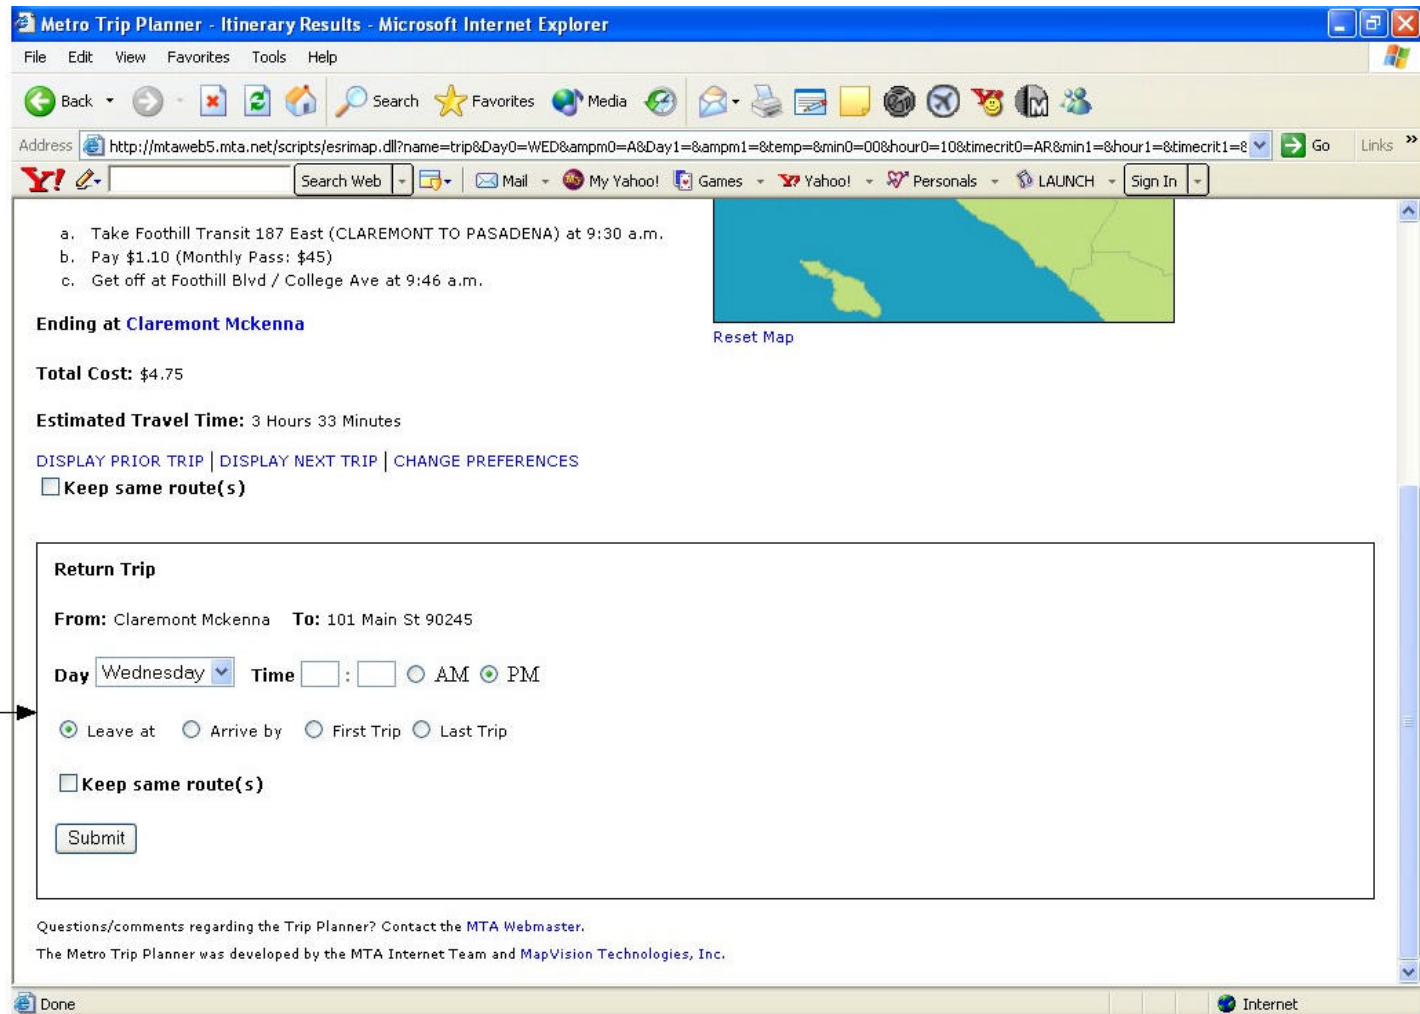 Metro Trip Planner - Itinerary Results - Microsoft Internet Explorer
File Edit View Favorites Tools Help
Back Search Favorites Media
Address http://mtaweb5.mta.net/scripts/esrimap.dll?name=trip&Day0=WED&ampm0=A&Day1=&ampm1=&temp=&min0=00&hour0=10&timecrit0=AR&min1=&hour1=&timecrit1=& Go Links »
Y! Search Web Mail My Yahoo! Games Yahoo! Personals LAUNCH Sign In
a. Take Foothill Transit 187 East (CLAREMONT TO PASADENA) at 9:30 a.m.
b. Pay $1.10 (Monthly Pass: $45)
c. Get off at Foothill Blvd / College Ave at 9:46 a.m.
Ending at Claremont Mckenna
Reset Map
Total Cost: $4.75
Estimated Travel Time: 3 Hours 33 Minutes
DISPLAY PRIOR TRIP | DISPLAY NEXT TRIP | CHANGE PREFERENCES
Keep same route(s)
Return Trip
From: Claremont Mckenna To: 101 Main St 90245
Day Wednesday Time : AM PM
Leave at Arrive by First Trip Last Trip
Keep same route(s)
Submit
Questions/comments regarding the Trip Planner? Contact the MTA Webmaster.
The Metro Trip Planner was developed by the MTA Internet Team and MapVision Technologies, Inc.
Done Internet